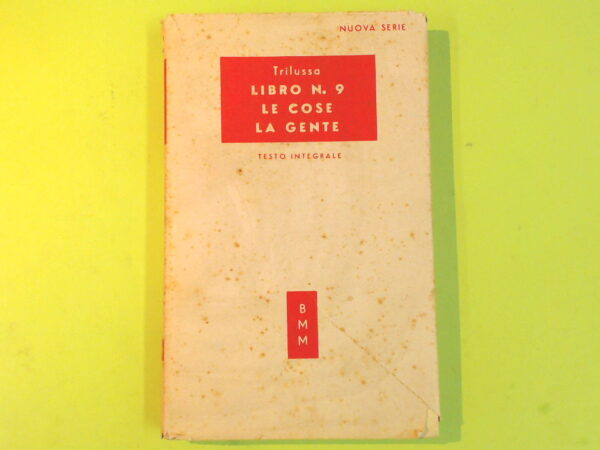 NUOVA SERIE
Trilussa
LIBRO N. 9
LE COSE
LA GENTE
TESTO INTEGRALE
B
M
M